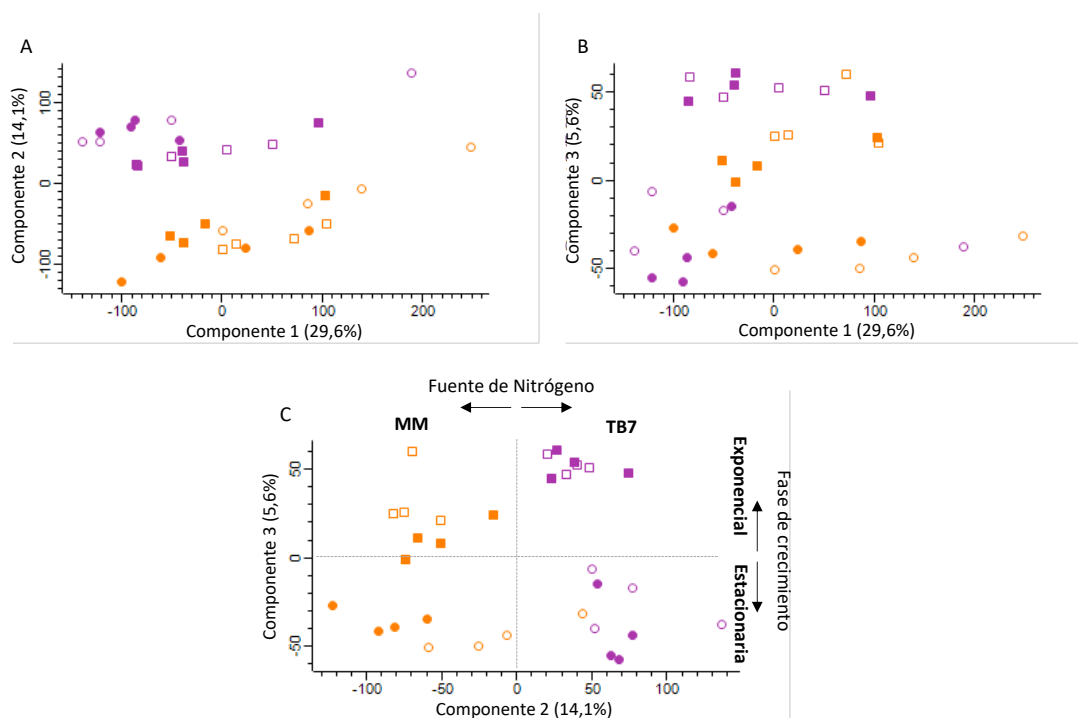 A
Componente 2 (14,1%)
100
0
-100
-100
0
100
200
Componente 1 (29,6%)
B
Componente 3 (5,6%)
50
0
-50
-100
0
100
200
Componente 1 (29,6%)
Fuente de Nitrógeno
C
MM
TB7
Componente 3 (5,6%)
50
0
-50
-100
-50
0
50
100
Componente 2 (14,1%)
Exponencial
Estacionaria
Fase de crecimiento